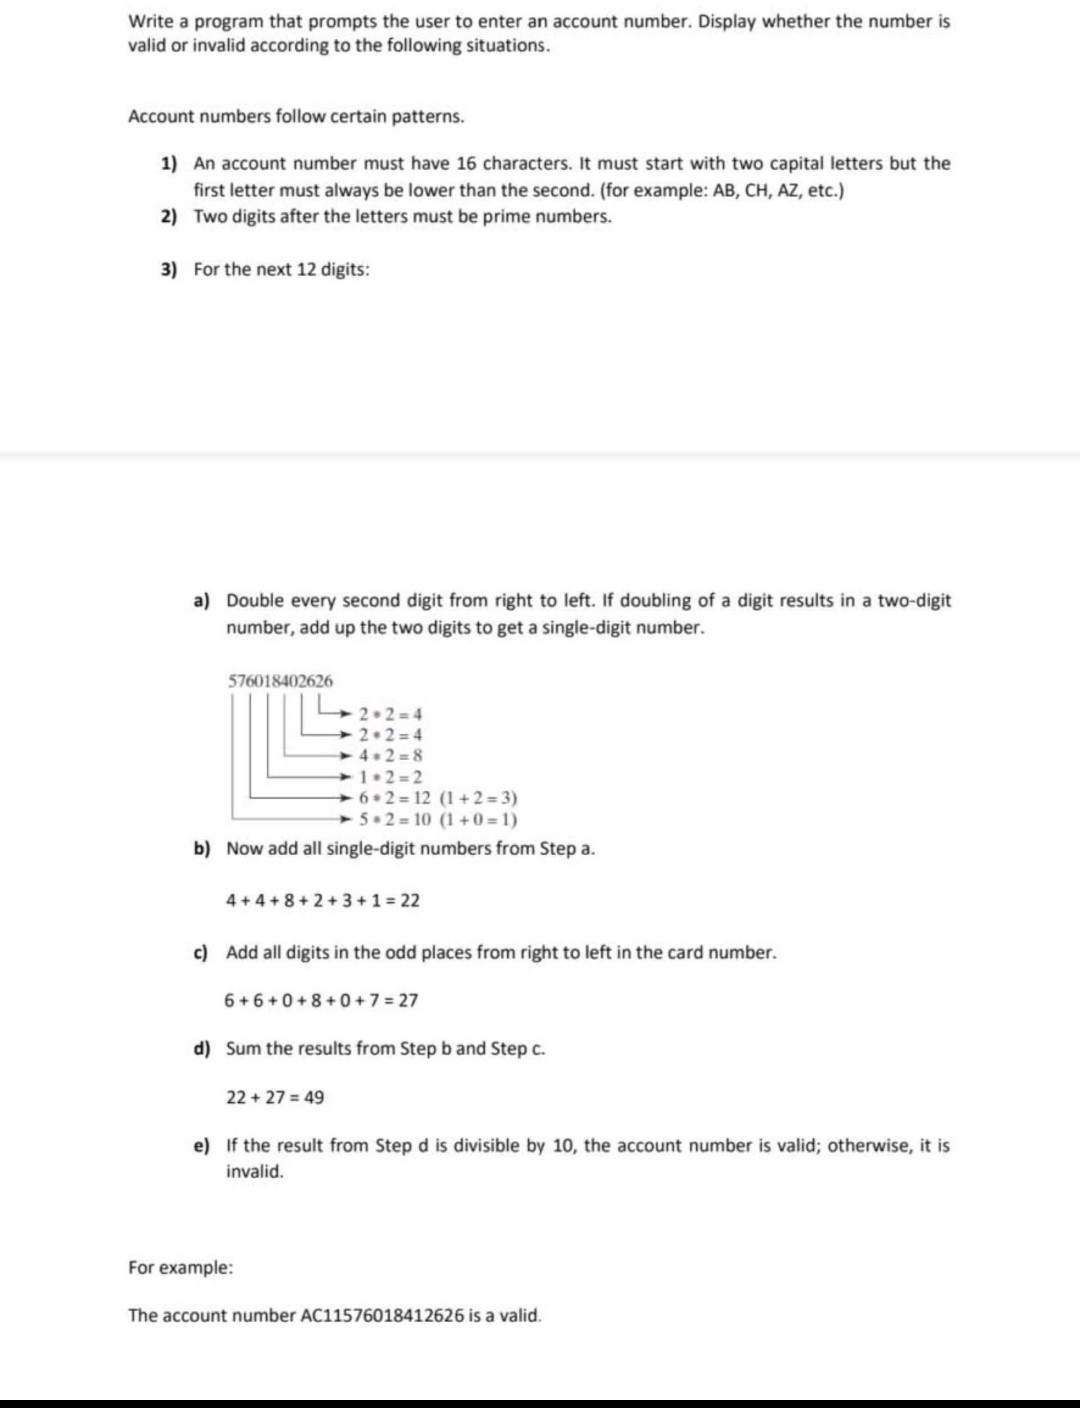 Write a program that prompts the user to enter an account number. Display whether the number is
valid or invalid according to the following situations.
Account numbers follow certain patterns.
1) An account number must have 16 characters. It must start with two capital letters but the
first letter must always be lower than the second. (for example: AB, CH, AZ, etc.)
2) Two digits after the letters must be prime numbers.
3) For the next 12 digits:
a) Double every second digit from right to left. If doubling of a digit results in a two-digit
number, add up the two digits to get a single-digit number.
576018402626
2 * 2 = 4
2 * 2 = 4
4 * 2 = 8
1 * 2 = 2
6 * 2 = 12 (1 + 2 = 3)
5 * 2 = 10 (1 + 0 = 1)
b) Now add all single-digit numbers from Step a.
4 + 4 + 8 + 2 + 3 + 1 = 22
c) Add all digits in the odd places from right to left in the card number.
6 + 6 + 0 + 8 + 0 + 7 = 27
d) Sum the results from Step b and Step c.
22 + 27 = 49
e) If the result from Step d is divisible by 10, the account number is valid; otherwise, it is
invalid.
For example:
The account number AC11576018412626 is a valid.